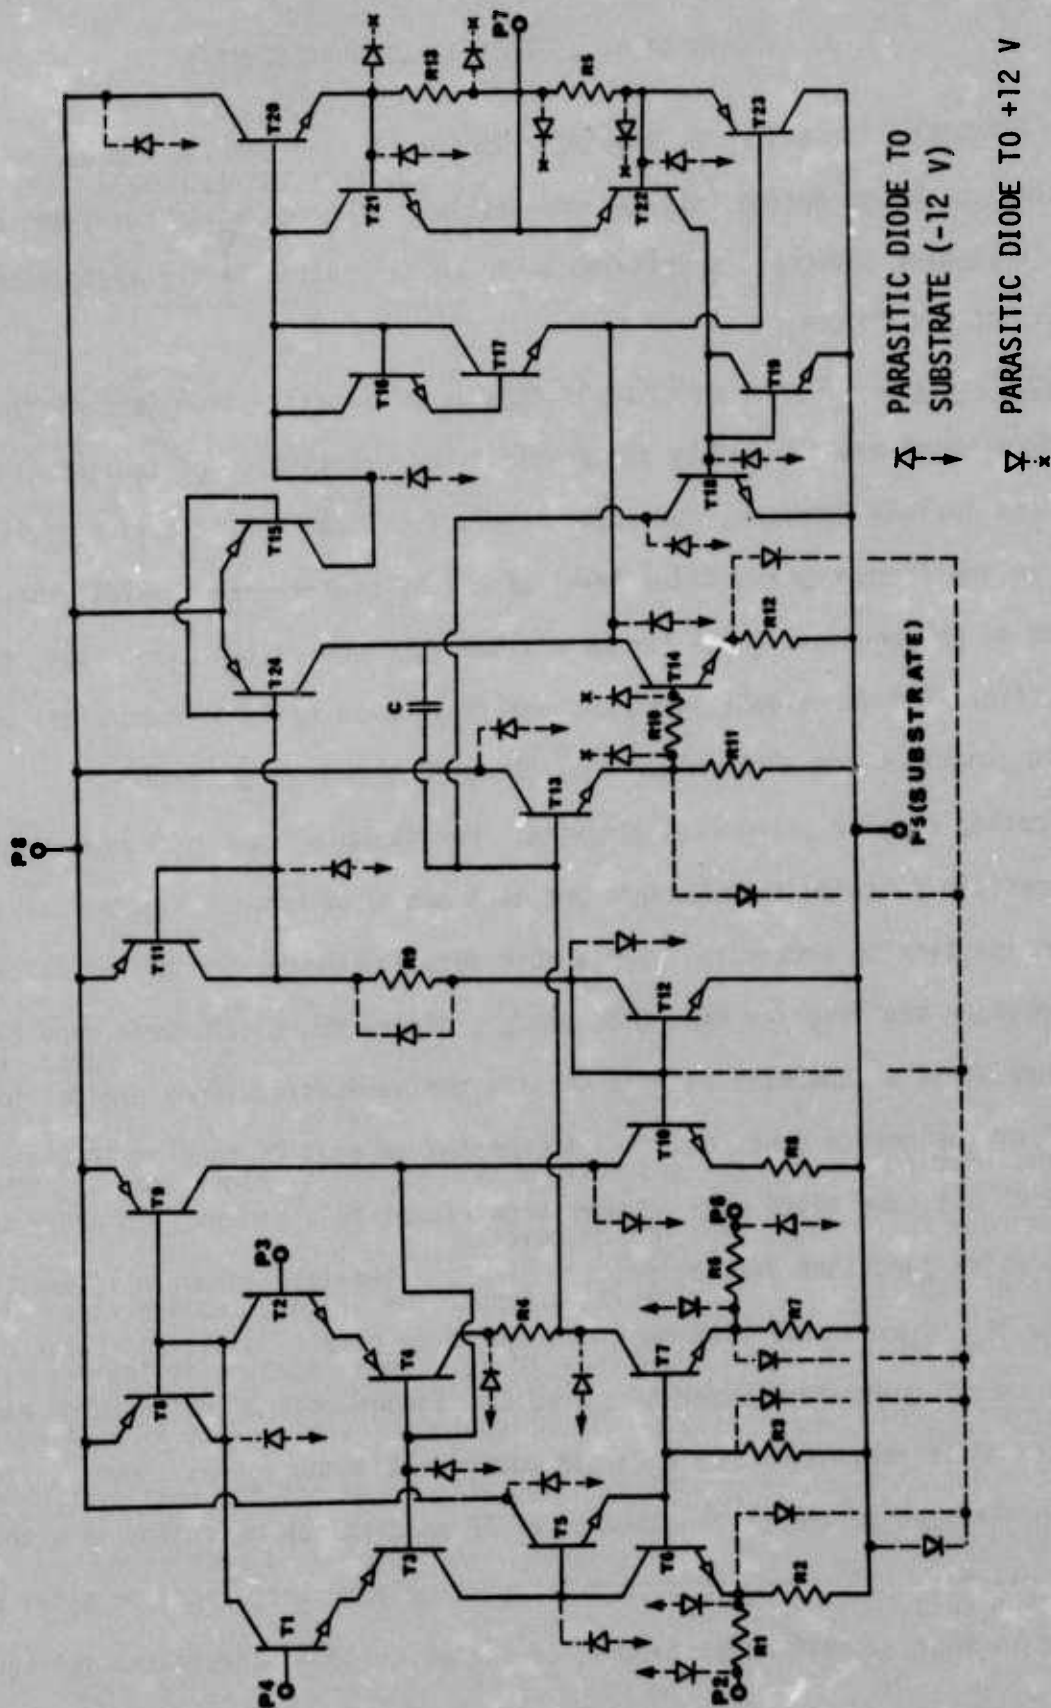 P8
P7
T20
R13
T21
R5
T22
T23
T16
T17
T15
T24
T18
T19
C
T14
R12
R10
R11
T13
P5(SUBSTRATE)
T11
R9
T12
T10
R8
T9
P3
T2
T8
T4
R4
T7
R6
P6
R7
R3
T5
T3
T6
T1
P4
R2
R1
P2
PARASITIC DIODE TO
SUBSTRATE (-12 V)
x PARASITIC DIODE TO +12 V